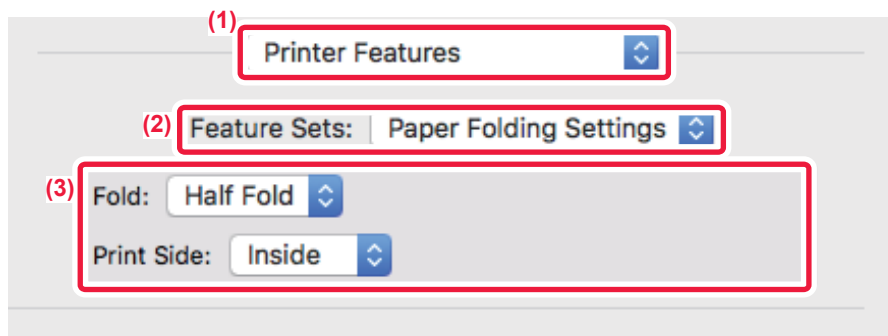 (1)
Printer Features
(2)
Feature Sets: Paper Folding Settings
(3)
Fold: Half Fold
Print Side: Inside